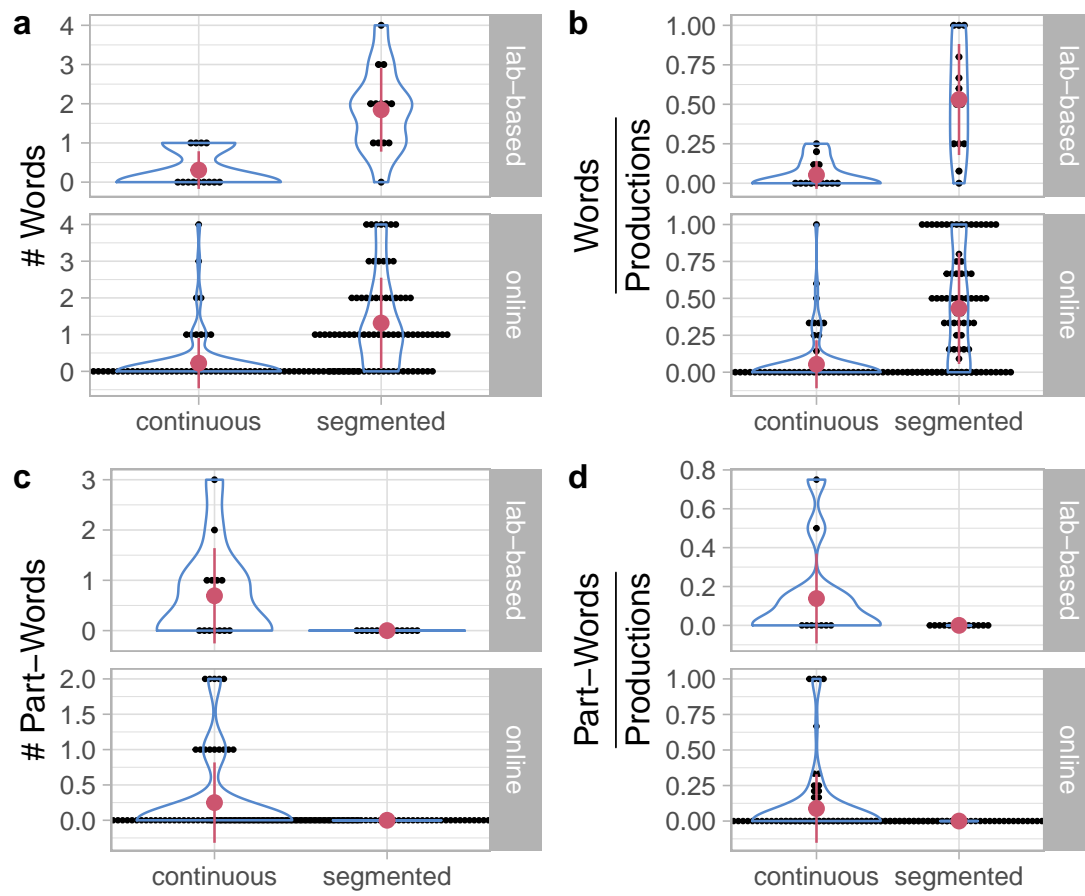 a
# Words
4
3
2
1
0
lab−based
4
3
2
1
0
online
continuous segmented
b
Words
Productions
1.00
0.75
0.50
0.25
0.00
lab−based
1.00
0.75
0.50
0.25
0.00
online
continuous segmented
c
# Part−Words
3
2
1
0
lab−based
2.0
1.5
1.0
0.5
0.0
online
continuous segmented
d
Part−Words
Productions
0.8
0.6
0.4
0.2
0.0
lab−based
1.00
0.75
0.50
0.25
0.00
online
continuous segmented